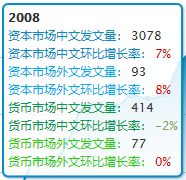 2008
资本市场中文发文量：3078
资本市场中文环比增长率：7%
资本市场外文发文量：93
资本市场外文环比增长率：8%
货币市场中文发文量：414
货币市场中文环比增长率：−2%
货币市场外文发文量：77
货币市场外文环比增长率：0%